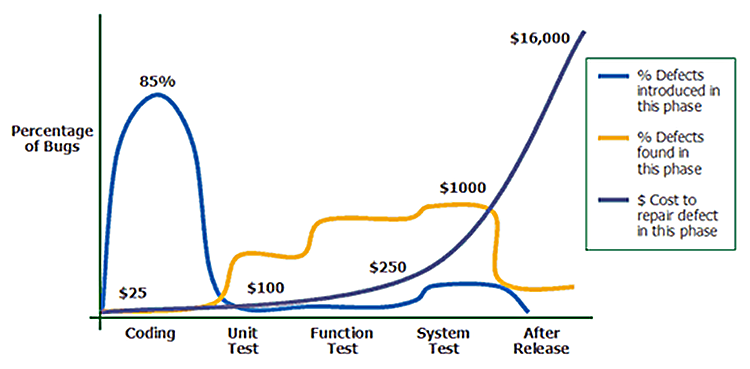 $16,000
85%
Percentage
of Bugs
$1000
$250
$25
$100
Coding
Unit
Test
Function
Test
System
Test
After
Release
% Defects
introduced in
this phase
% Defects
found in
this phase
$ Cost to
repair defect
in this phase